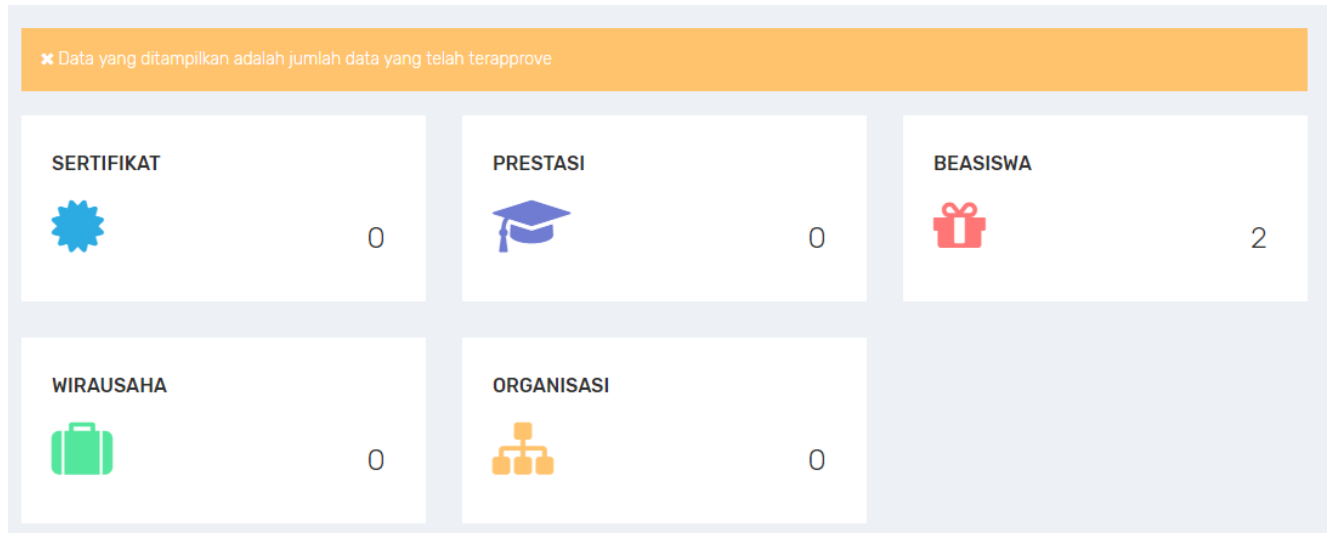 ✖ Data yang ditampilkan adalah jumlah data yang telah terapprove
SERTIFIKAT
0
PRESTASI
0
BEASISWA
2
WIRAUSAHA
0
ORGANISASI
0